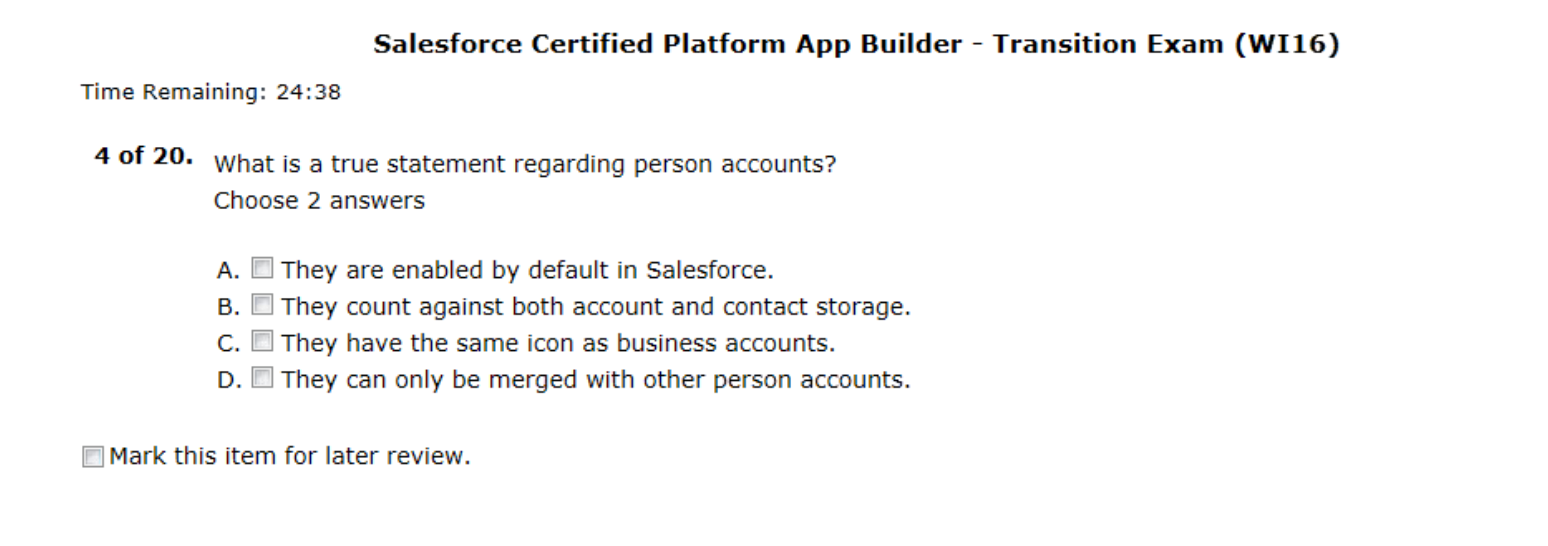 Salesforce Certified Platform App Builder - Transition Exam (WI16)
Time Remaining: 24:38
4 of 20. What is a true statement regarding person accounts?
Choose 2 answers
A. They are enabled by default in Salesforce.
B. They count against both account and contact storage.
C. They have the same icon as business accounts.
D. They can only be merged with other person accounts.
Mark this item for later review.